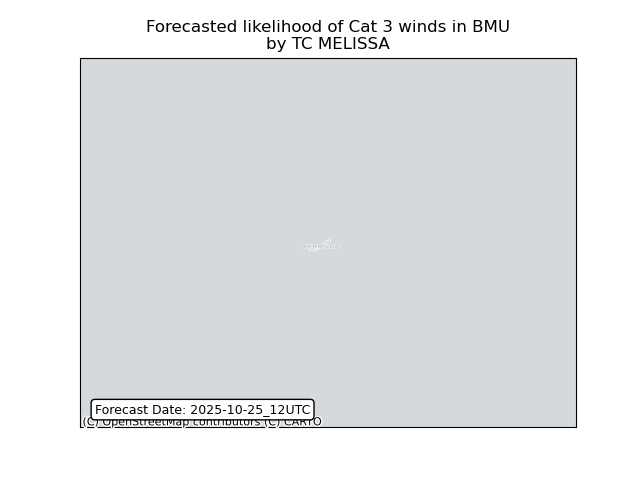 Forecasted likelihood of Cat 3 winds in BMU
by TC MELISSA
BERMUDA
Forecast Date: 2025-10-25_12UTC
(C) OpenStreetMap contributors (C) CARTO